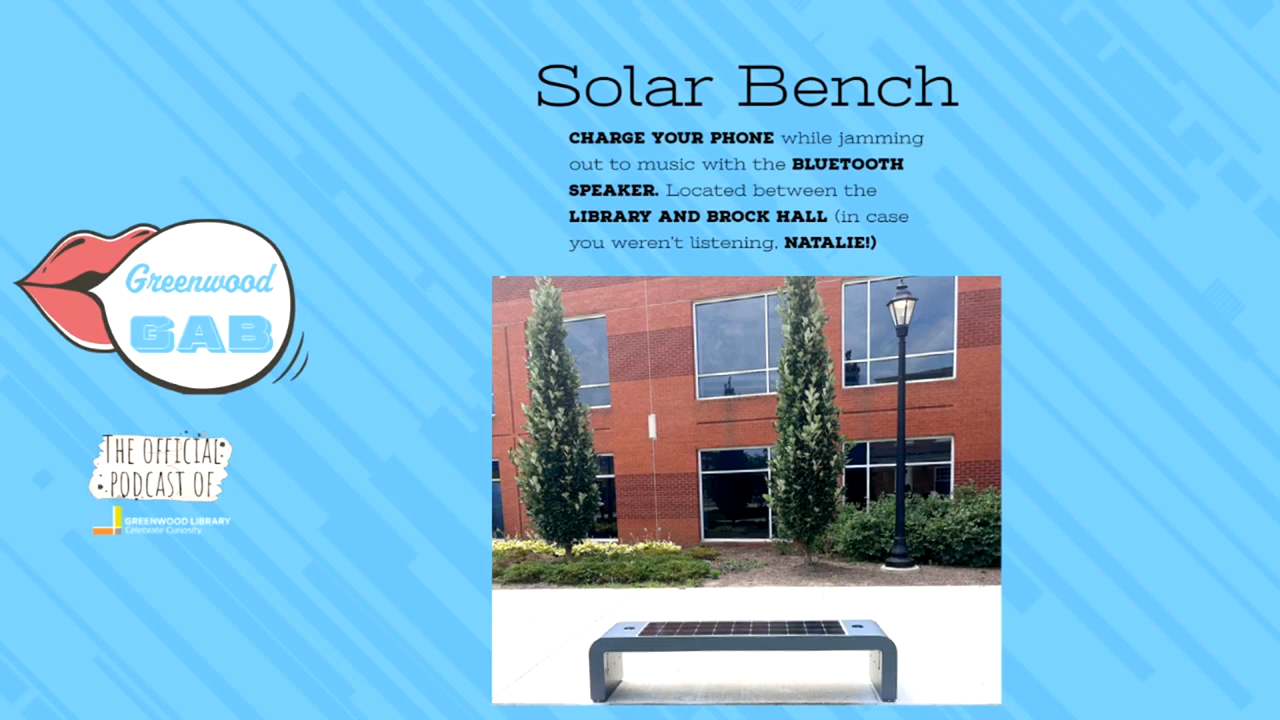 Solar Bench
CHARGE YOUR PHONE while jamming
out to music with the BLUETOOTH
SPEAKER. Located between the
LIBRARY AND BROCK HALL (in case
you weren't listening, NATALIE!)
Greenwood
GAB
THE OFFICIAL
PODCAST OF
GREENWOOD LIBRARY
Celebrate Curiosity